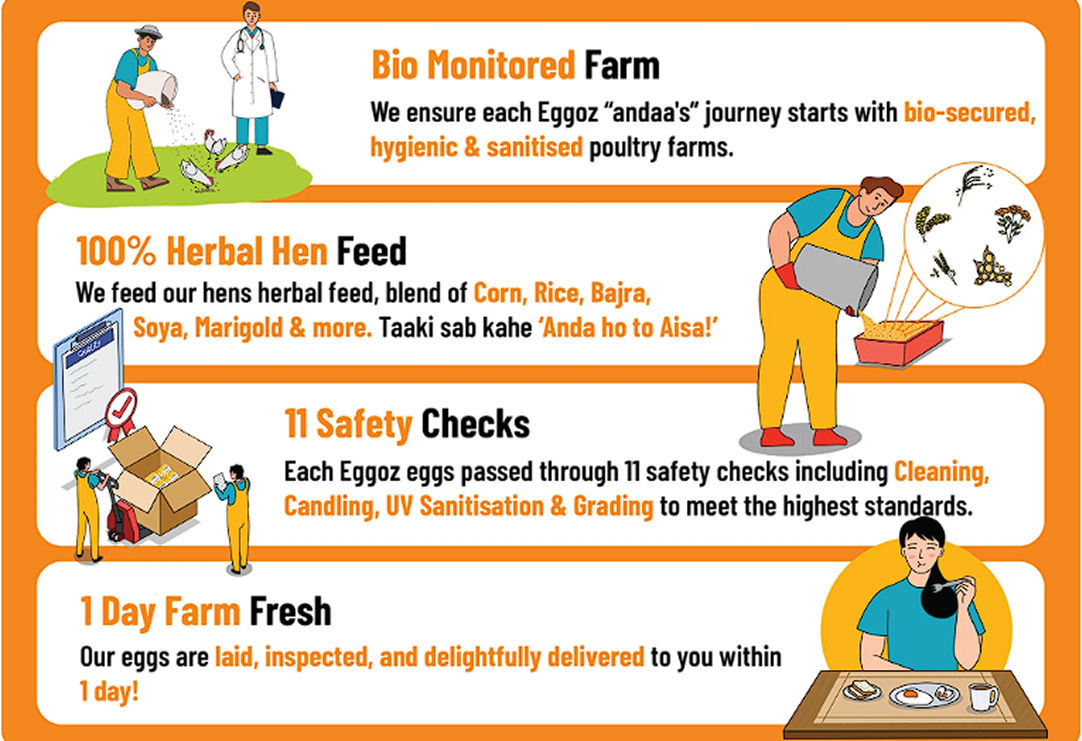 Bio Monitored Farm
We ensure each Eggoz “andaa's” journey starts with bio-secured,
hygienic & sanitised poultry farms.
100% Herbal Hen Feed
We feed our hens herbal feed, blend of Corn, Rice, Bajra,
Soya, Marigold & more. Taaki sab kahe ‘Anda ho to Aisa!’
QUALITY
11 Safety Checks
Each Eggoz eggs passed through 11 safety checks including Cleaning,
Candling, UV Sanitisation & Grading to meet the highest standards.
1 Day Farm Fresh
Our eggs are laid, inspected, and delightfully delivered to you within
1 day!